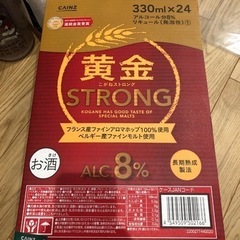 CAINZ
330ml×24
アルコール分8%
リキュール(発泡性)①
黄金
こがねストロング
STRONG
KOGANE HAS GOOD TASTE OF
SPECIAL MALTS
フランス産ファインアロマホップ100%使用
ベルギー産ファインモルト使用
お酒
ALC.8%
長期熟成製法
ケースJANコード
CAINZ